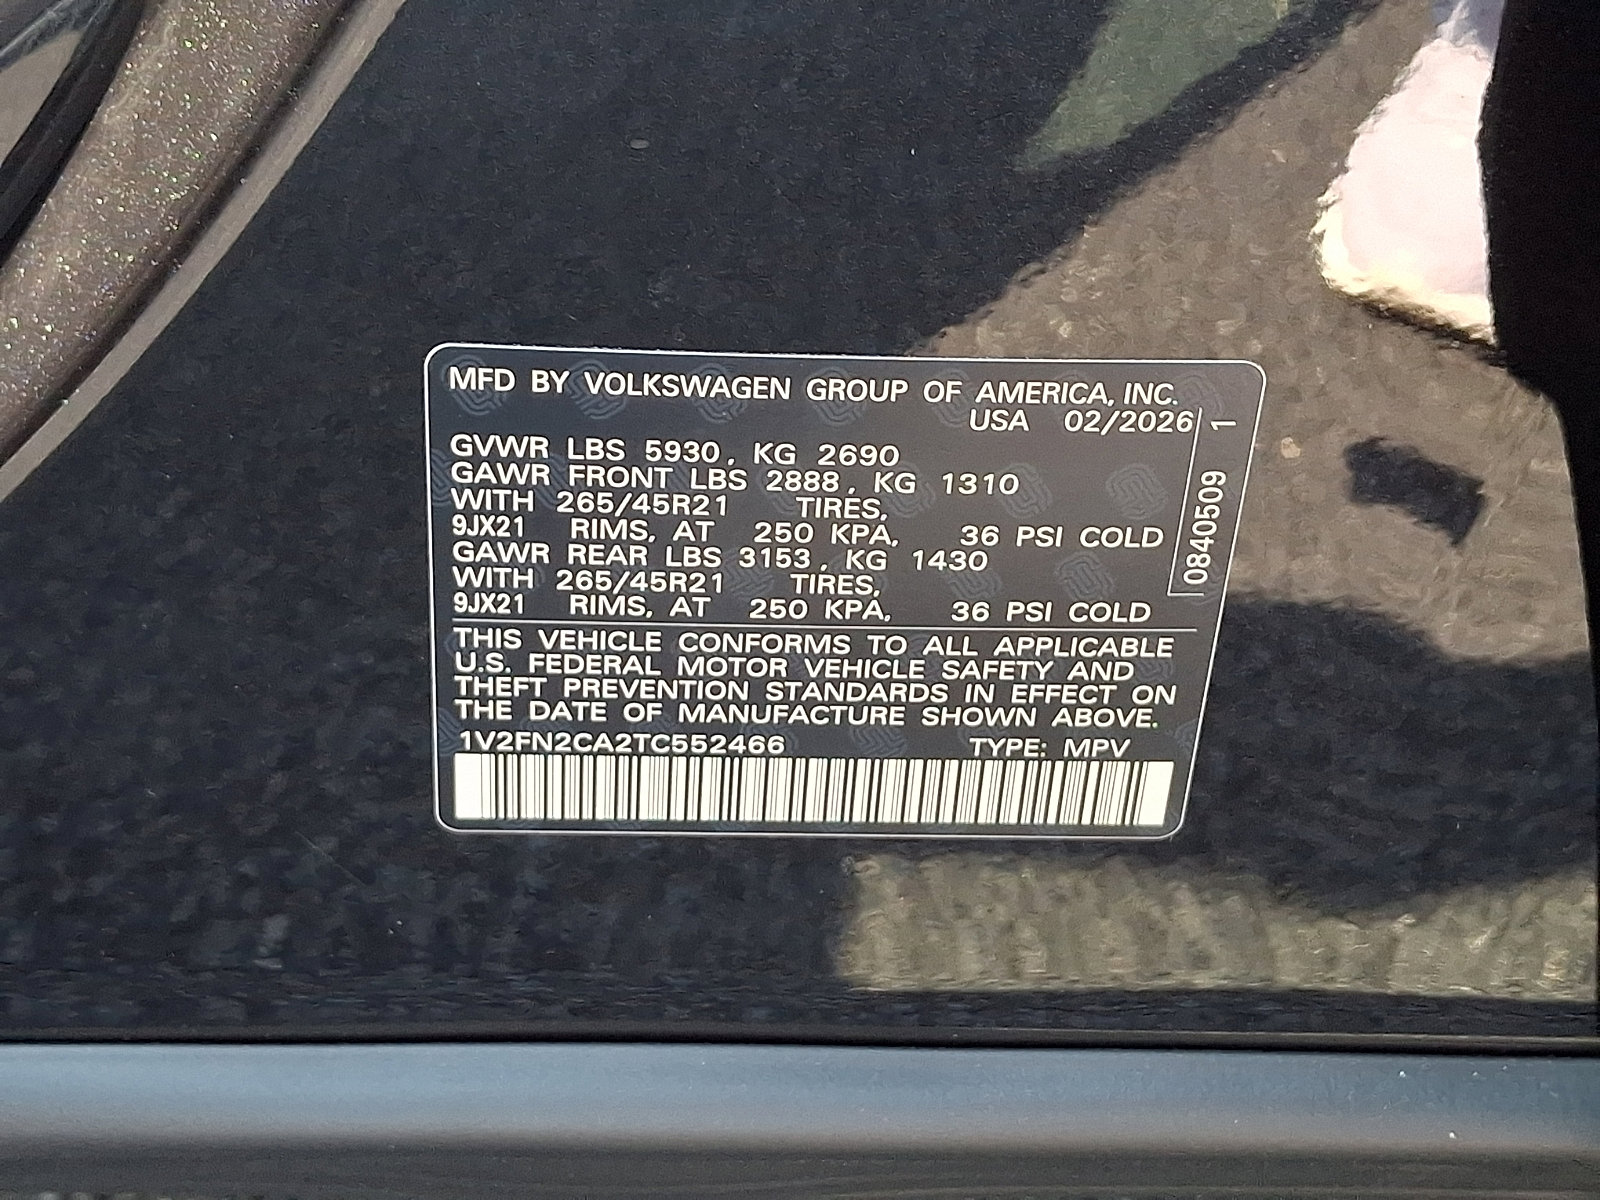 MFD BY VOLKSWAGEN GROUP OF AMERICA, INC.
USA 02/2026
GVWR LBS 5930, KG 2690
GAWR FRONT LBS 2888, KG 1310
WITH 265/45R21 TIRES,
9JX21 RIMS, AT 250 KPA, 36 PSI COLD
GAWR REAR LBS 3153, KG 1430
WITH 265/45R21 TIRES,
9JX21 RIMS, AT 250 KPA, 36 PSI COLD
THIS VEHICLE CONFORMS TO ALL APPLICABLE
U.S. FEDERAL MOTOR VEHICLE SAFETY AND
THEFT PREVENTION STANDARDS IN EFFECT ON
THE DATE OF MANUFACTURE SHOWN ABOVE.
1V2FN2CA2TC552466 TYPE: MPV
0840509 1